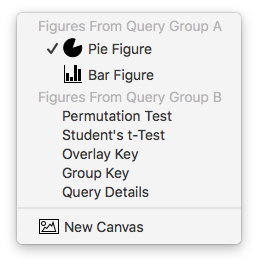 Figures From Query Group A
Pie Figure
Bar Figure
Figures From Query Group B
Permutation Test
Student's t-Test
Overlay Key
Group Key
Query Details
New Canvas